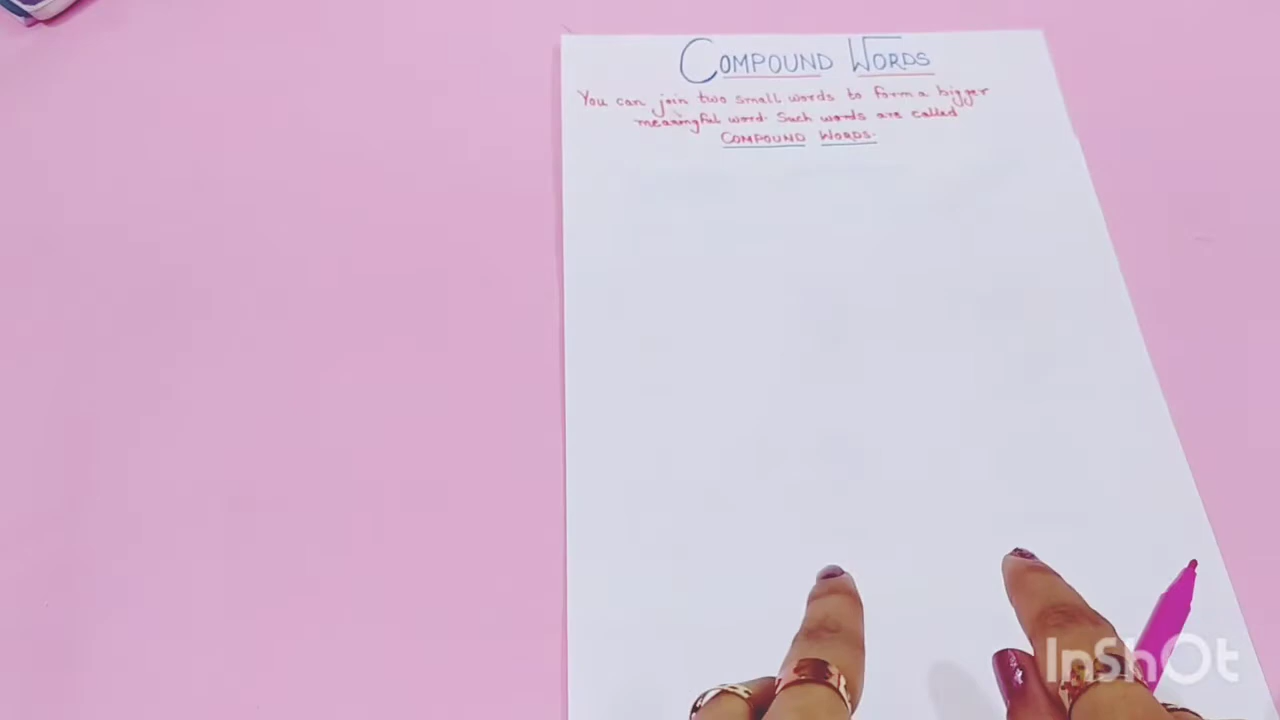 COMPOUND WORDS
You can join two small words to form a bigger
meaningful word. Such words are called
COMPOUND WORDS.
InShOt